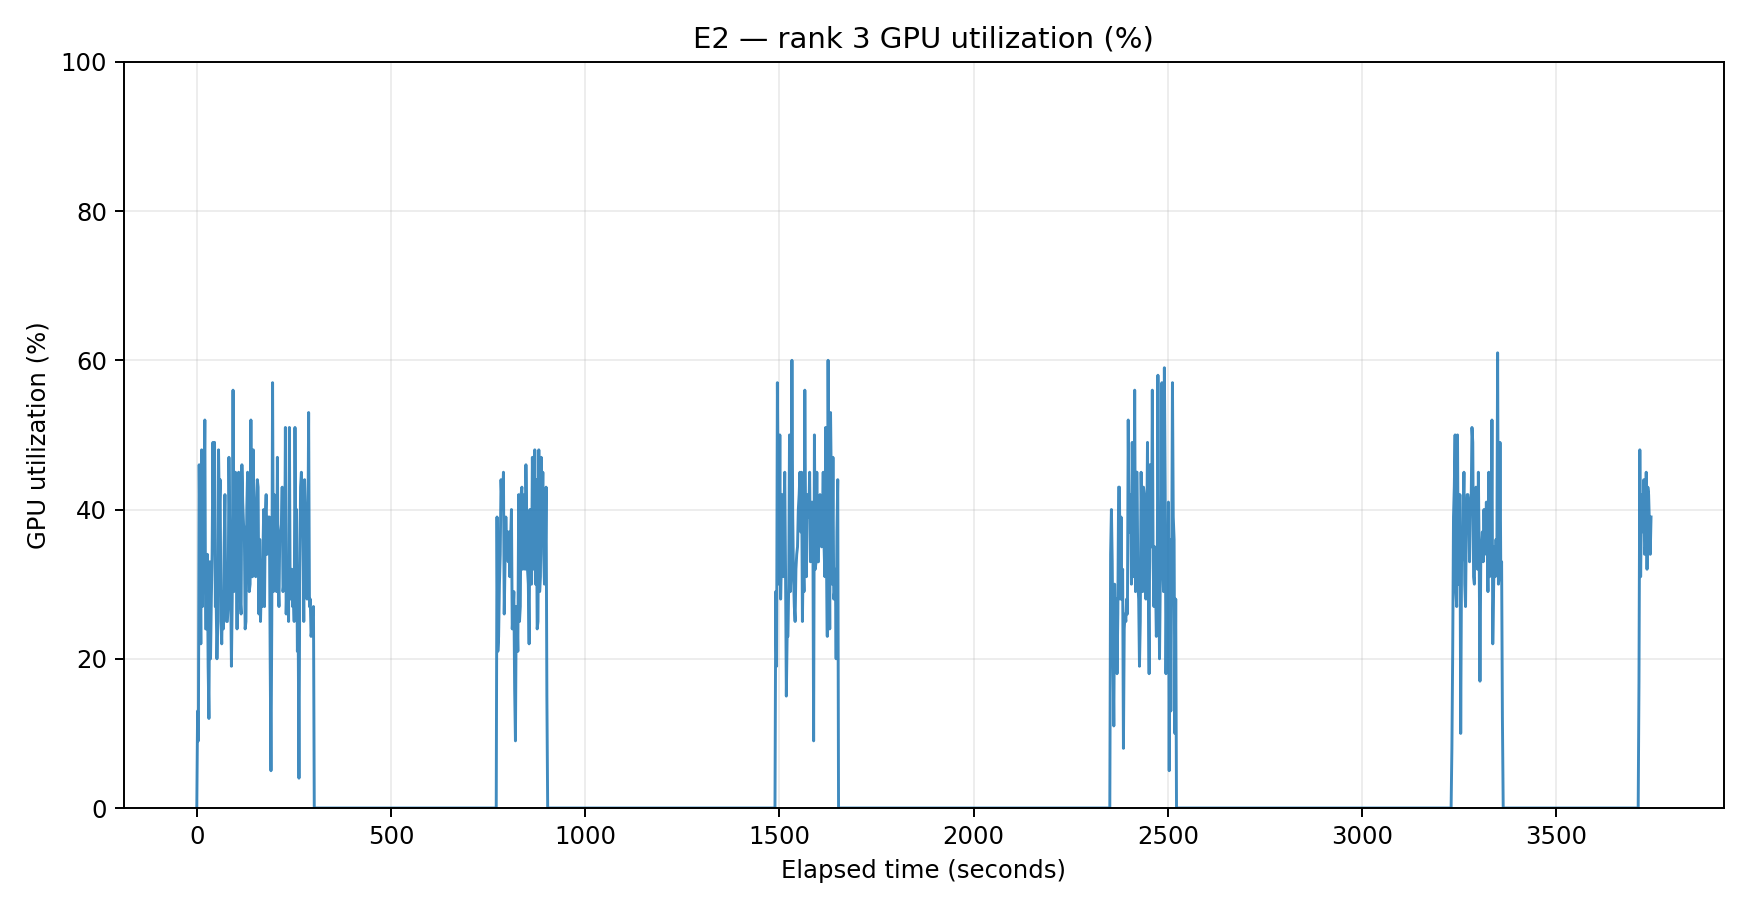 E2 — rank 3 GPU utilization (%)
100
80
60
40
20
0
GPU utilization (%)
0 500 1000 1500 2000 2500 3000 3500
Elapsed time (seconds)